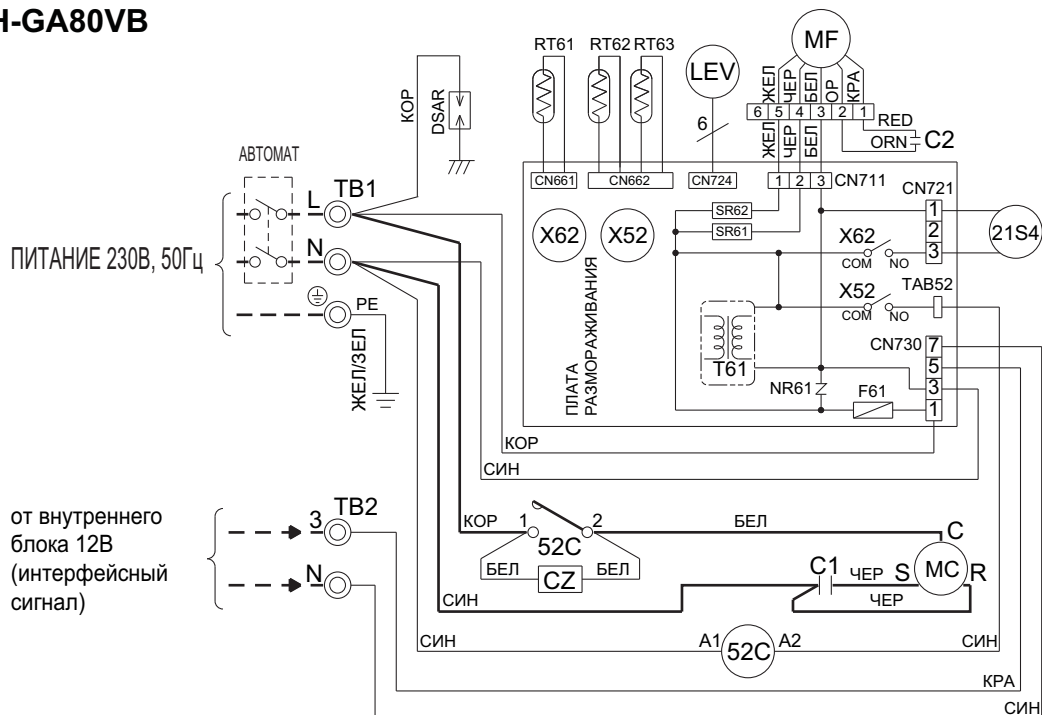 H-GA80VB
RT61
RT62
RT63
LEV
MF
ЖЕЛ
ЧЕР
БЕЛ
ОР
КРА
6 5 4 3 2 1
RED
ORN
C2
6
ЖЕЛ
ЧЕР
БЕЛ
КОР
DSAR
АВТОМАТ
L
TB1
N
ПИТАНИЕ 230В, 50Гц
PE
ЖЕЛ/ЗЕЛ
CN661
CN662
CN724
1 2 3
CN711
CN721
1
2
3
21S4
SR62
SR61
X62
X52
X62
COM
NO
X52
COM
NO
TAB52
ПЛАТА
РАЗМОРАЖИВАНИЯ
T61
CN730
7
5
3
1
NR61
F61
КОР
СИН
от внутреннего
блока 12В
(интерфейсный
сигнал)
3
TB2
N
КОР
1
2
52C
БЕЛ
CZ
БЕЛ
БЕЛ
C
S
MC
R
C1
ЧЕР
ЧЕР
СИН
СИН
A1
52C
A2
СИН
КРА
СИН